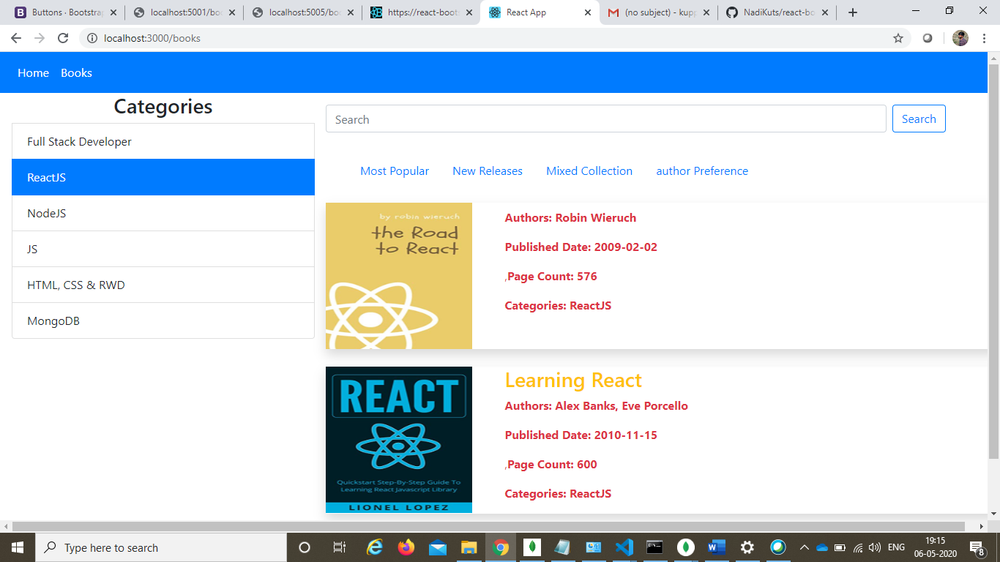 Buttons · Bootstrap
localhost:5001/boo
localhost:5005/boo
https://react-boots
React App
(no subject) - kupp
NadiKuts/react-bo
localhost:3000/books
Home Books
Categories
Full Stack Developer
ReactJS
NodeJS
JS
HTML, CSS & RWD
MongoDB
Search Search
Most Popular New Releases Mixed Collection author Preference
by robin wieruch
the Road
to React
Authors: Robin Wieruch
Published Date: 2009-02-02
,Page Count: 576
Categories: ReactJS
REACT
Quickstart Step-By-Step Guide To
Learning React Javascript Library
LIONEL LOPEZ
Learning React
Authors: Alex Banks, Eve Porcello
Published Date: 2010-11-15
,Page Count: 600
Categories: ReactJS
Type here to search
ENG
19:15
06-05-2020
8